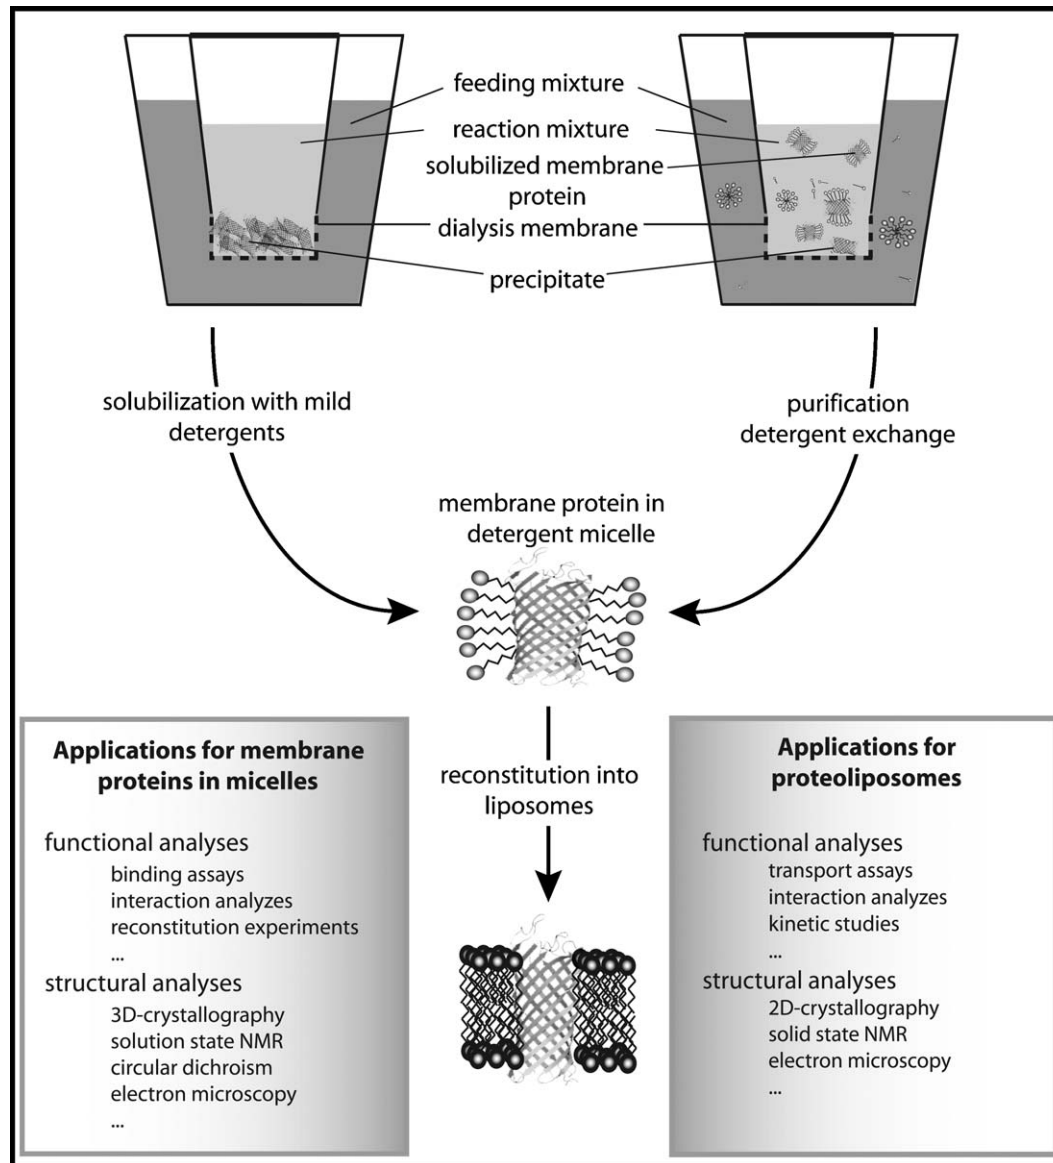 feeding mixture
reaction mixture
solubilized membrane
protein
dialysis membrane
precipitate
solubilization with mild
detergents
purification
detergent exchange
membrane protein in
detergent micelle
reconstitution into
liposomes
Applications for membrane
proteins in micelles
functional analyses
binding assays
interaction analyzes
reconstitution experiments
...
structural analyses
3D-crystallography
solution state NMR
circular dichroism
electron microscopy
...
Applications for
proteoliposomes
functional analyses
transport assays
interaction analyzes
kinetic studies
...
structural analyses
2D-crystallography
solid state NMR
electron microscopy
...